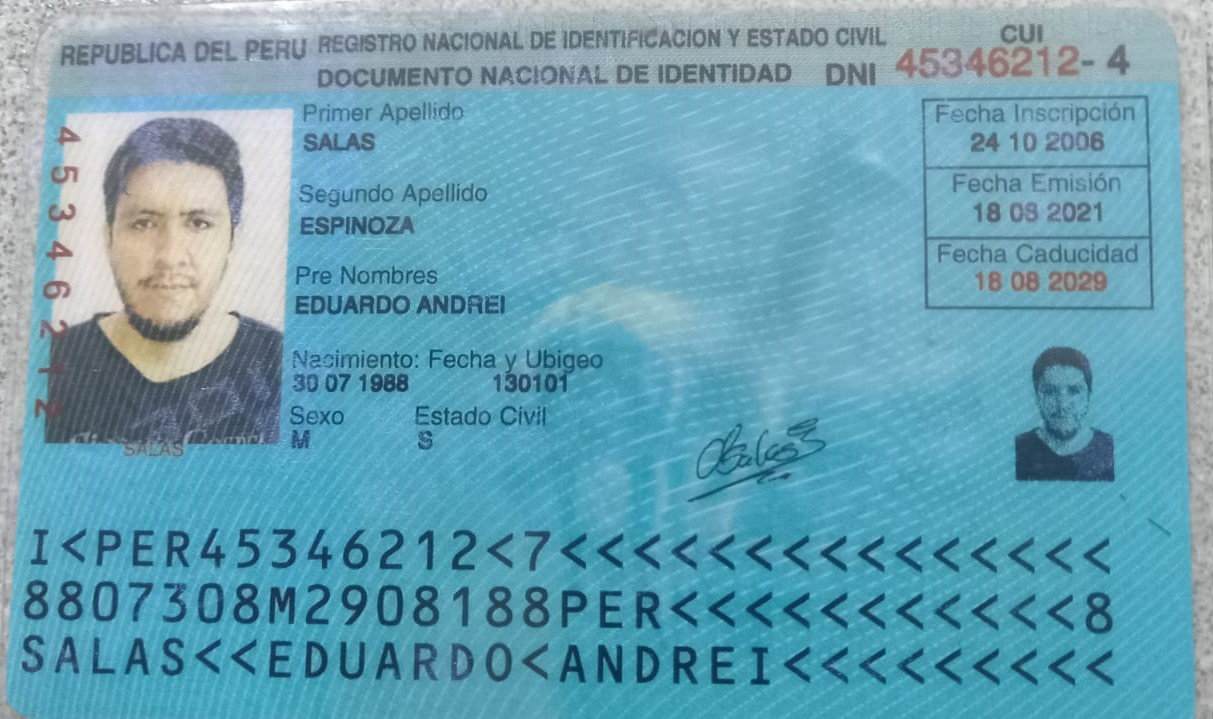 REPUBLICA DEL PERU REGISTRO NACIONAL DE IDENTIFICACION Y ESTADO CIVIL
DOCUMENTO NACIONAL DE IDENTIDAD DNI
CUI
45346212-4
45346212
Primer Apellido
SALAS
Segundo Apellido
ESPINOZA
Pre Nombres
EDUARDO ANDREI
Nacimiento: Fecha y Ubigeo
30 07 1988 130101
Sexo Estado Civil
M S
Fecha Inscripción
24 10 2006
Fecha Emisión
18 08 2021
Fecha Caducidad
18 08 2029
SALAS
I<PER45346212<7<<<<<<<<<<<<<<<
8807308M2908188PER<<<<<<<<<<<8
SALAS<<EDUARDO<ANDREI<<<<<<<<<